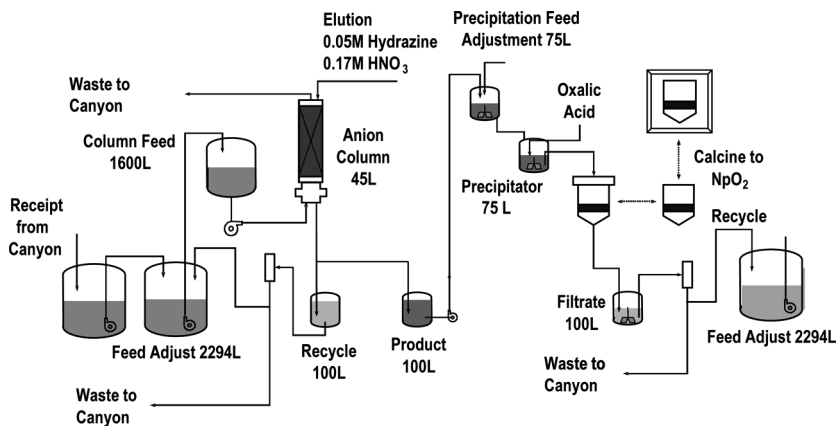 Elution
0.05M Hydrazine
0.17M HNO3
Precipitation Feed
Adjustment 75L
Oxalic
Acid
Waste to
Canyon
Column Feed
1600L
Anion
Column
45L
Precipitator
75 L
Calcine to
NpO2
Receipt
from
Canyon
Recycle
Feed Adjust 2294L
Recycle
100L
Product
100L
Filtrate
100L
Feed Adjust 2294L
Waste to
Canyon
Waste to
Canyon